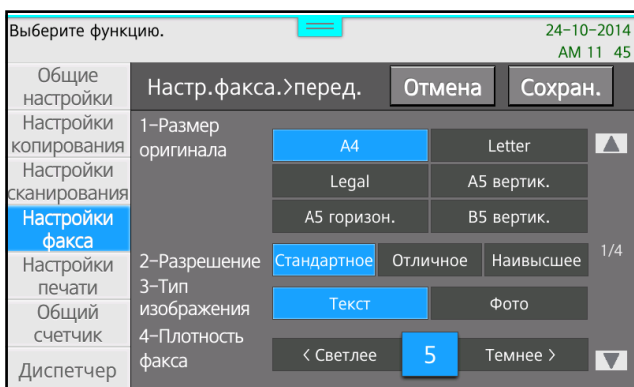 Выберите функцию.
24-10-2014
AM 11 45
Общие
настройки
Настройки
копирования
Настройки
сканирования
Настройки
факса
Настройки
печати
Общий
счетчик
Диспетчер
Настр.факса.>перед.
Отмена
Сохран.
1-Размер
оригинала
A4
Letter
Legal
A5 вертик.
A5 горизон.
B5 вертик.
2-Разрешение
Стандартное
Отличное
Наивысшее
1/4
3-Тип
изображения
Текст
Фото
4-Плотность
факса
< Светлее
5
Темнее >